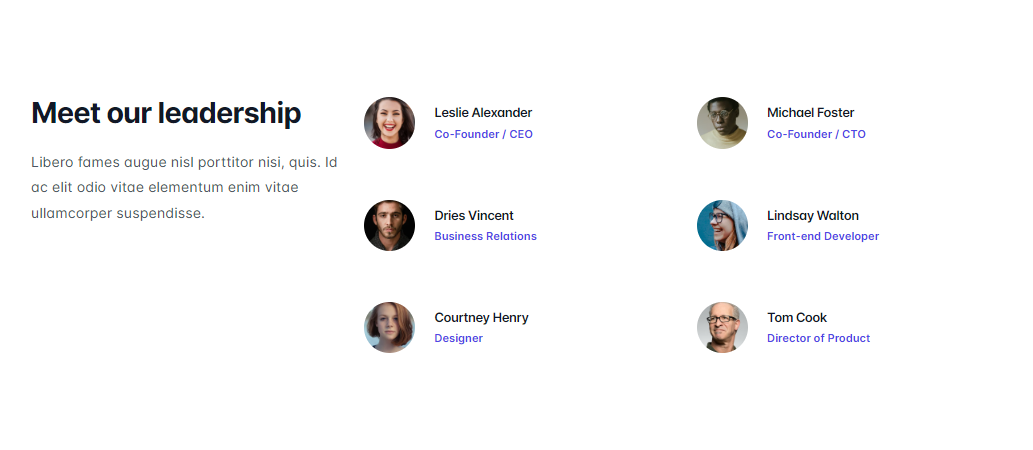 Meet our leadership
Libero fames augue nisl porttitor nisi, quis. Id
ac elit odio vitae elementum enim vitae
ullamcorper suspendisse.
Leslie Alexander
Co-Founder / CEO
Michael Foster
Co-Founder / CTO
Dries Vincent
Business Relations
Lindsay Walton
Front-end Developer
Courtney Henry
Designer
Tom Cook
Director of Product